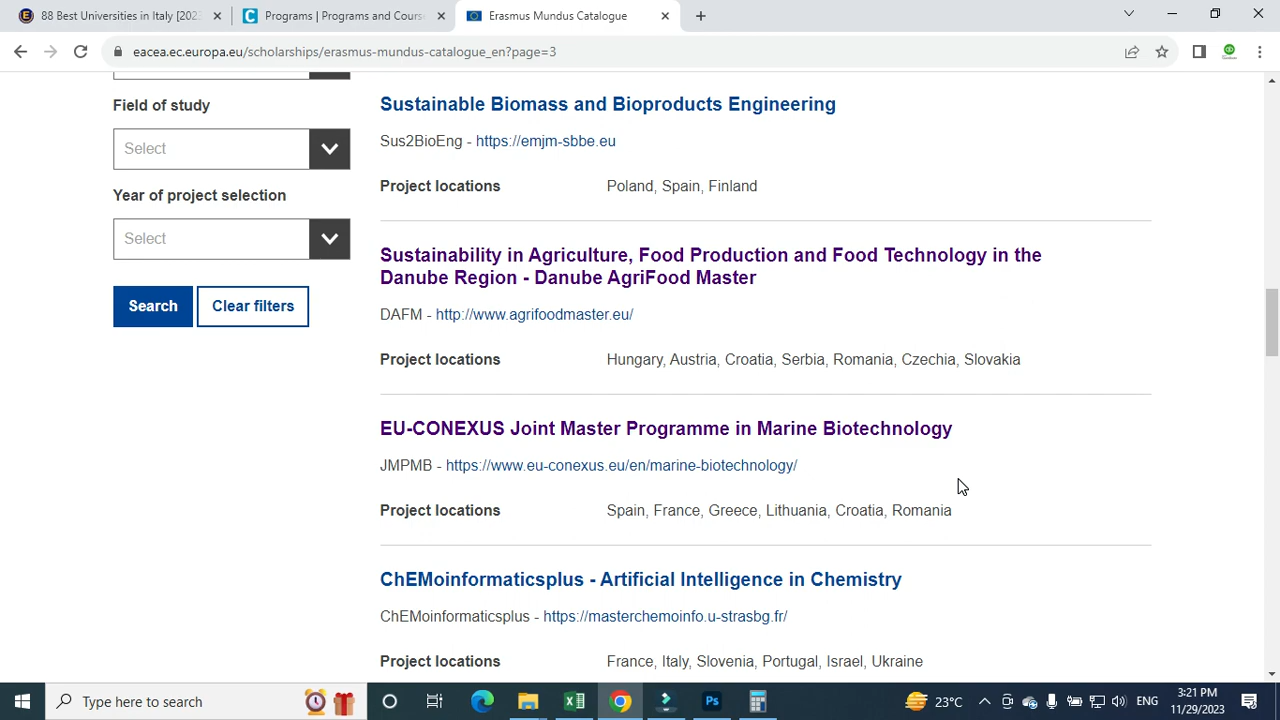 88 Best Universities in Italy [2023
Programs | Programs and Course
Erasmus Mundus Catalogue
eacea.ec.europa.eu/scholarships/erasmus-mundus-catalogue_en?page=3
Field of study
Select
Year of project selection
Select
Search
Clear filters
Sustainable Biomass and Bioproducts Engineering
Sus2BioEng - https://emjm-sbbe.eu
Project locations Poland, Spain, Finland
Sustainability in Agriculture, Food Production and Food Technology in the
Danube Region - Danube AgriFood Master
DAFM - http://www.agrifoodmaster.eu/
Project locations Hungary, Austria, Croatia, Serbia, Romania, Czechia, Slovakia
EU-CONEXUS Joint Master Programme in Marine Biotechnology
JMPMB - https://www.eu-conexus.eu/en/marine-biotechnology/
Project locations Spain, France, Greece, Lithuania, Croatia, Romania
ChEMoinformaticsplus - Artificial Intelligence in Chemistry
ChEMoinformaticsplus - https://masterchemoinfo.u-strasbg.fr/
Project locations France, Italy, Slovenia, Portugal, Israel, Ukraine
Type here to search
Ps
23°C
ENG
3:21 PM
11/29/2023